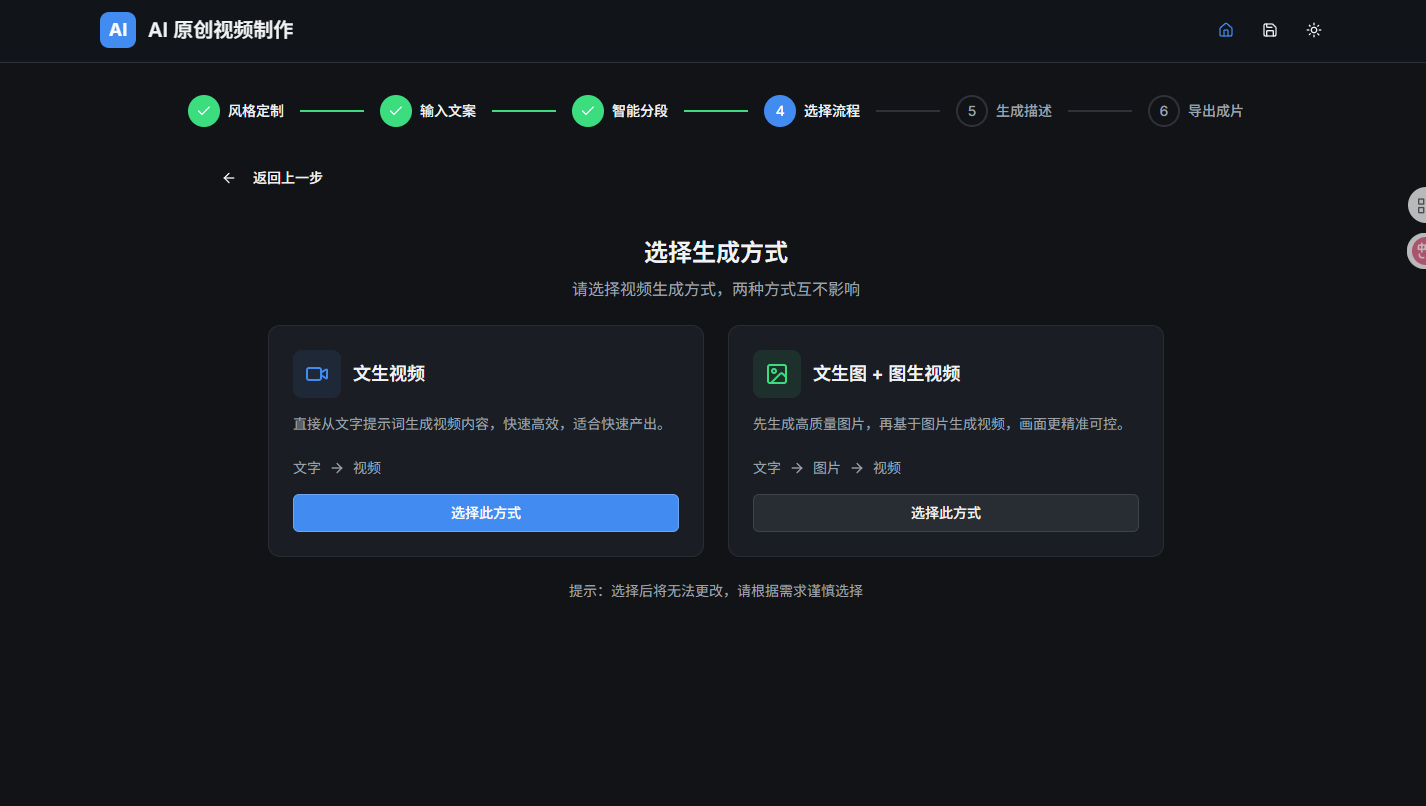 AI AI 原创视频制作
风格定制 输入文案 智能分段 4 选择流程 5 生成描述 6 导出成片
返回上一步
选择生成方式
请选择视频生成方式，两种方式互不影响
文生视频
直接从文字提示词生成视频内容，快速高效，适合快速产出。
文字 → 视频
选择此方式
文生图 + 图生视频
先生成高质量图片，再基于图片生成视频，画面更精准可控。
文字 → 图片 → 视频
选择此方式
提示：选择后将无法更改，请根据需求谨慎选择